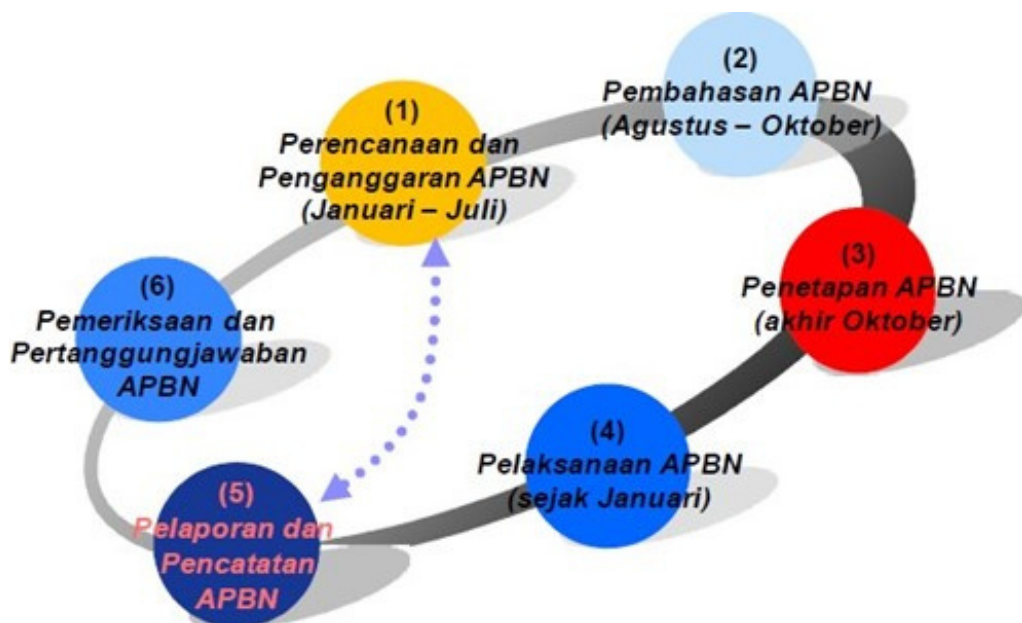 (1)
Perencanaan dan
Penganggaran APBN
(Januari – Juli)
(2)
Pembahasan APBN
(Agustus – Oktober)
(3)
Penetapan APBN
(akhir Oktober)
(4)
Pelaksanaan APBN
(sejak Januari)
(5)
Pelaporan dan
Pencatatan
APBN
(6)
Pemeriksaan dan
Pertanggungjawaban
APBN